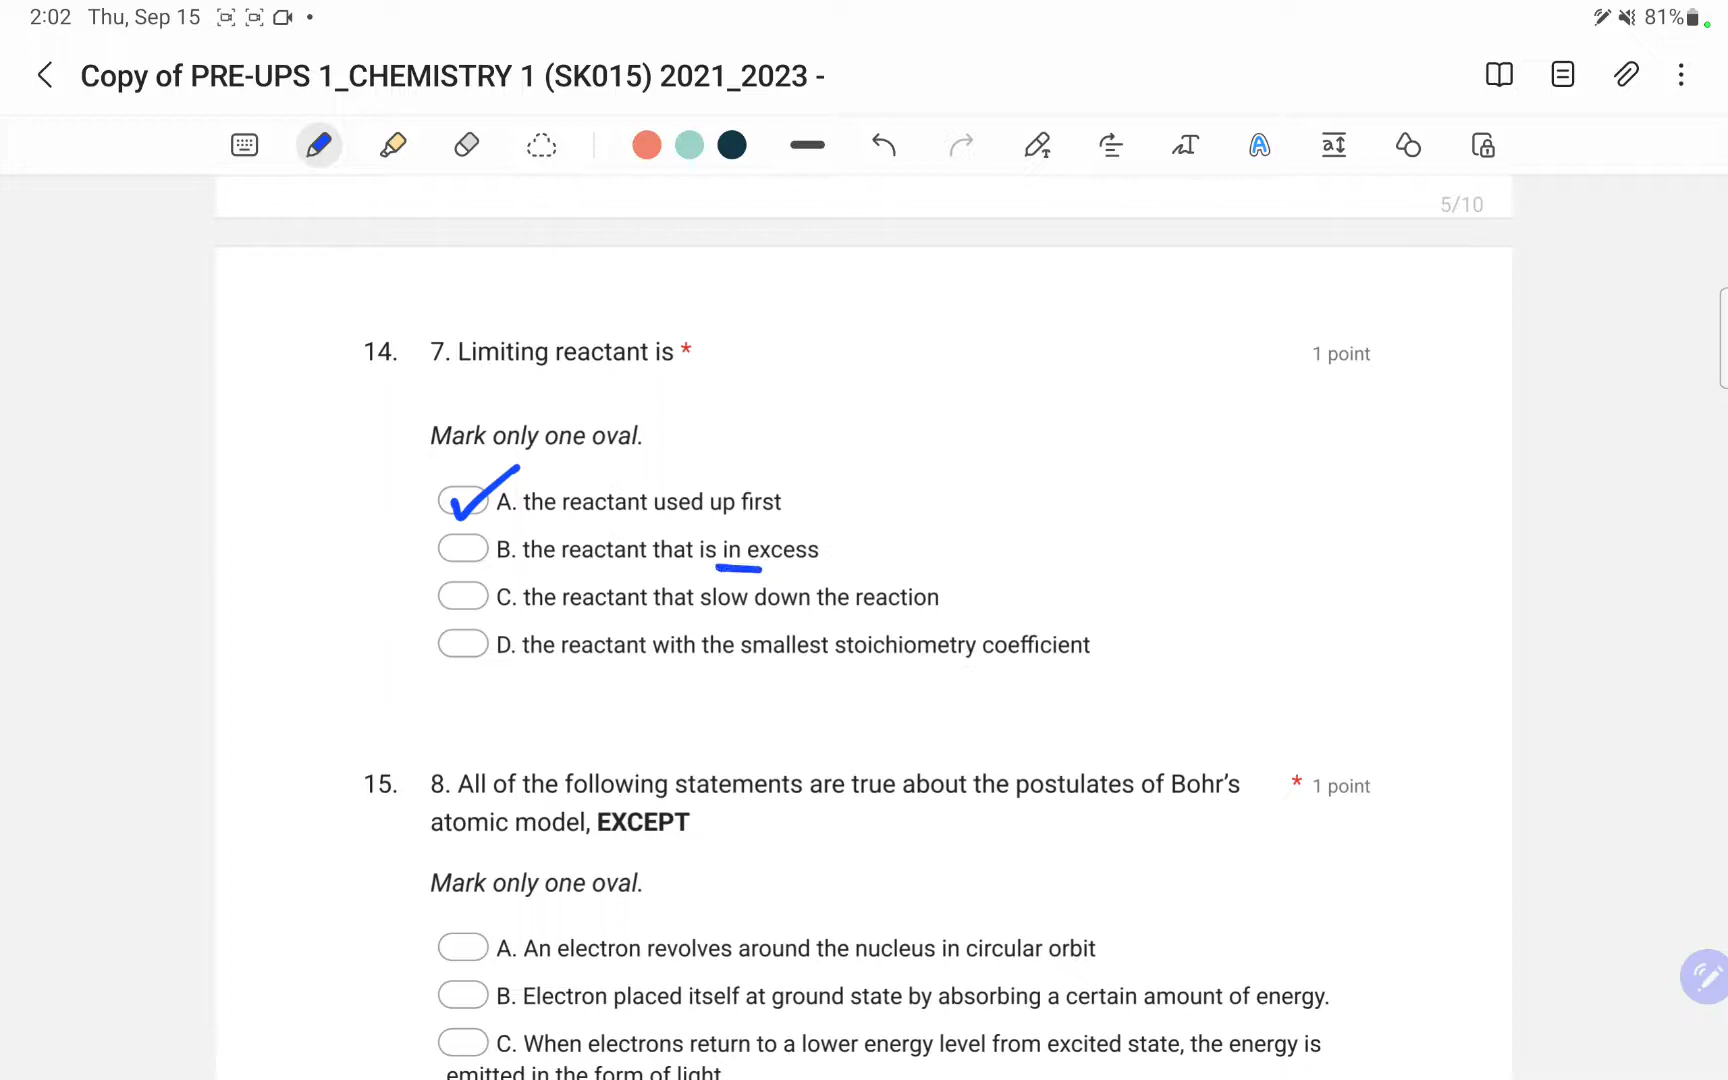 2:02 Thu, Sep 15 81%
Copy of PRE-UPS 1_CHEMISTRY 1 (SK015) 2021_2023 -
5/10
14. 7. Limiting reactant is * 1 point
Mark only one oval.
A. the reactant used up first
B. the reactant that is in excess
C. the reactant that slow down the reaction
D. the reactant with the smallest stoichiometry coefficient
15. 8. All of the following statements are true about the postulates of Bohr’s * 1 point
atomic model, EXCEPT
Mark only one oval.
A. An electron revolves around the nucleus in circular orbit
B. Electron placed itself at ground state by absorbing a certain amount of energy.
C. When electrons return to a lower energy level from excited state, the energy is
emitted in the form of light